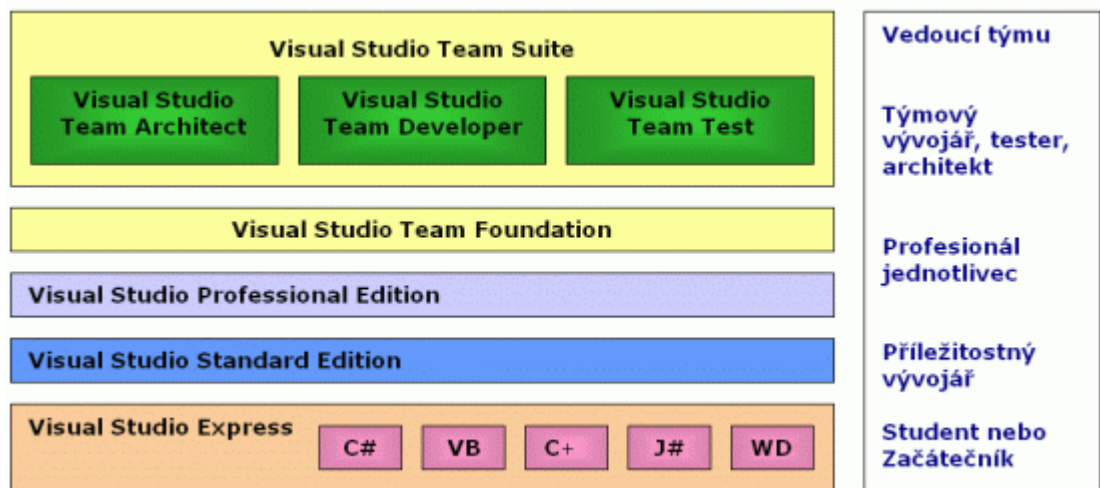 Visual Studio Team Suite
Visual Studio
Team Architect
Visual Studio
Team Developer
Visual Studio
Team Test
Visual Studio Team Foundation
Visual Studio Professional Edition
Visual Studio Standard Edition
Visual Studio Express
C#
VB
C+
J#
WD
Vedoucí týmu
Týmový
vývojář, tester,
architekt
Profesionál
jednotlivec
Příležitostný
vývojář
Student nebo
Začátečník